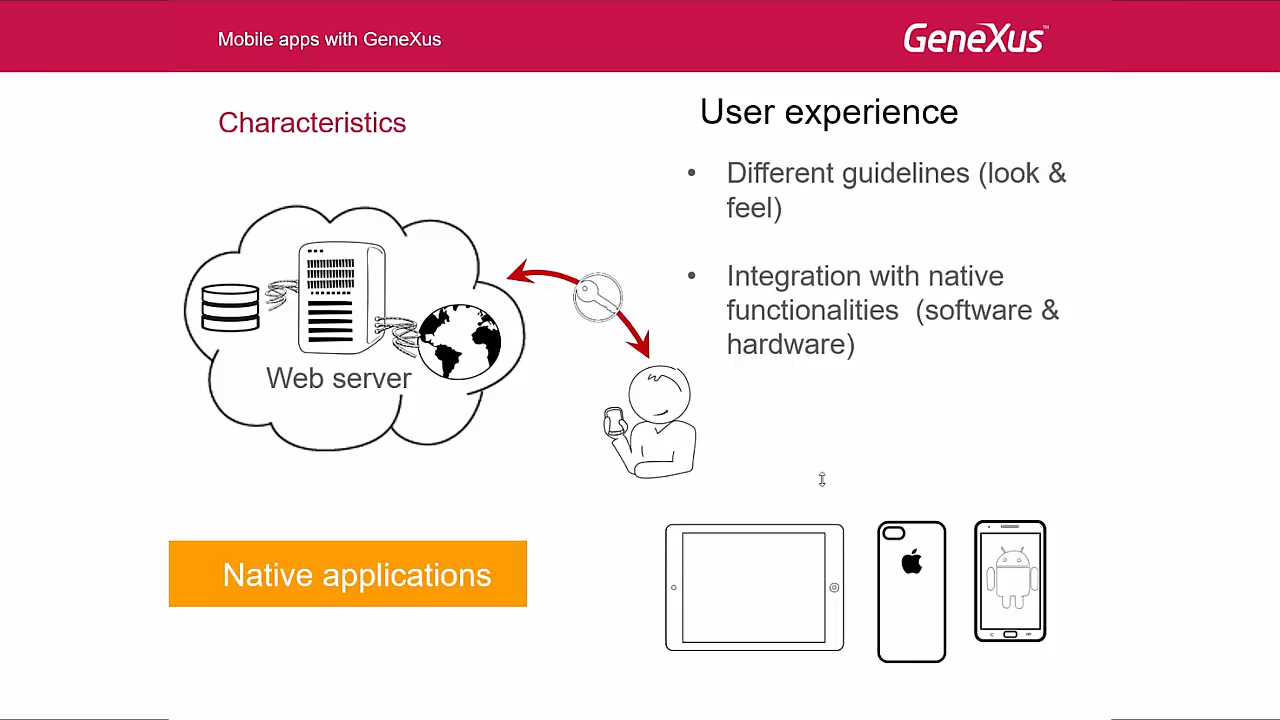 Mobile apps with GeneXus
GeneXus™
Characteristics
User experience
• Different guidelines (look &
feel)
• Integration with native
functionalities (software &
hardware)
Web server
Native applications